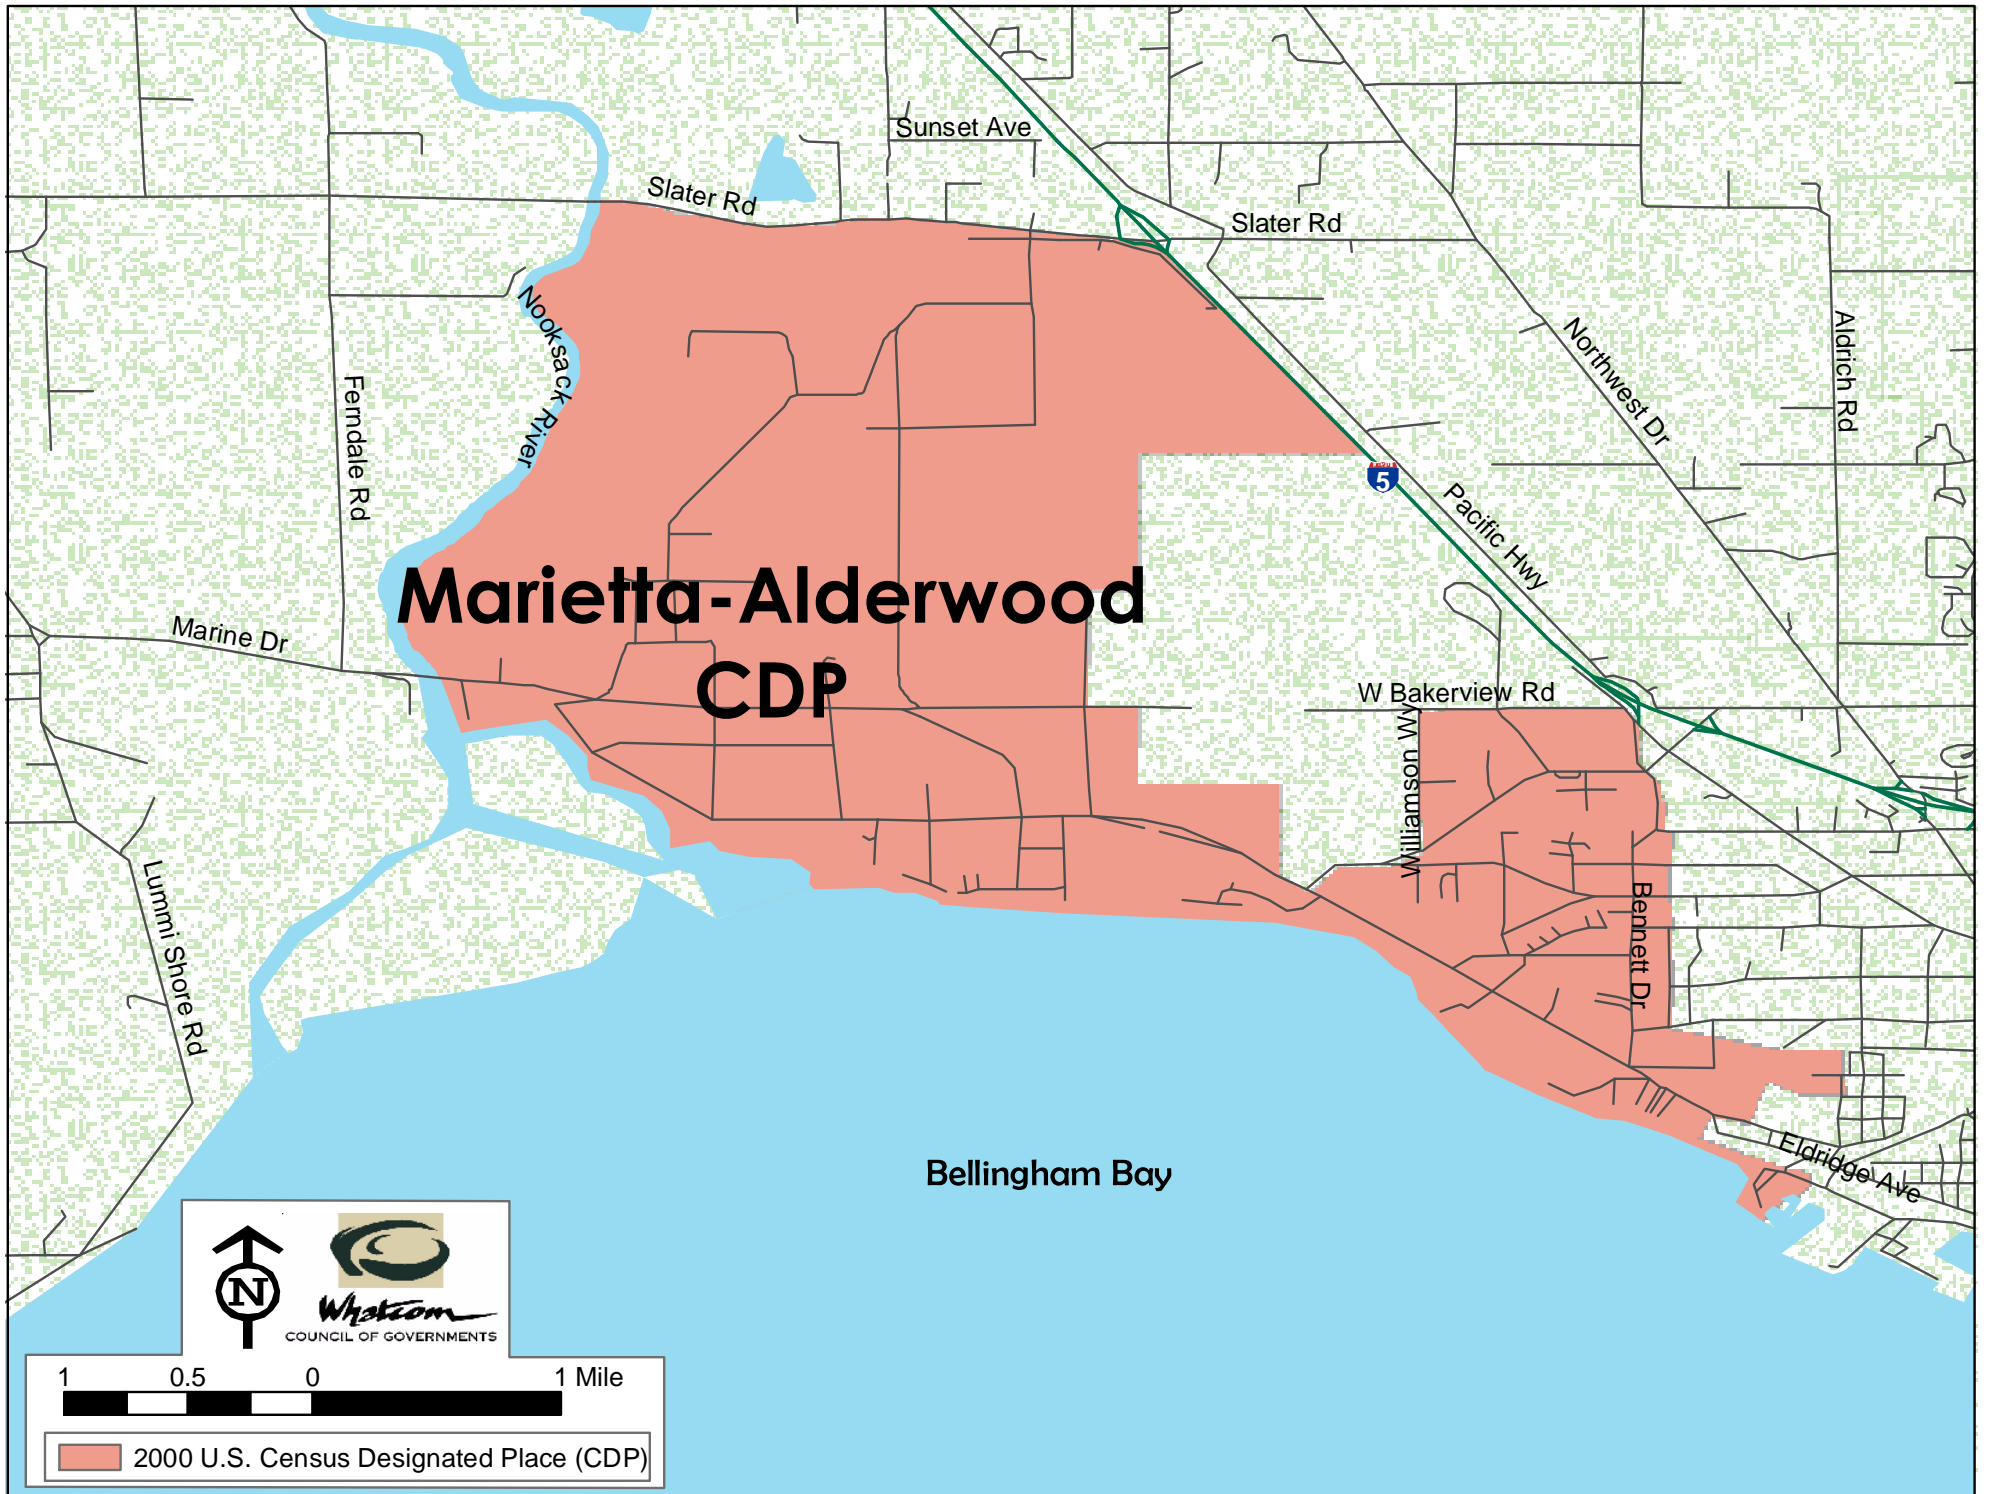 Sunset Ave
Slater Rd
Slater Rd
Nooksack River
Northwest Dr
Aldrich Rd
Ferndale Rd
5
Pacific Hwy
Marietta-Alderwood
CDP
Marine Dr
W Bakerview Rd
Williamson Wy
Bennett Dr
Lummi Shore Rd
Eldridge Ave
Bellingham Bay
N
Whatcom
COUNCIL OF GOVERNMENTS
1 0.5 0 1 Mile
2000 U.S. Census Designated Place (CDP)